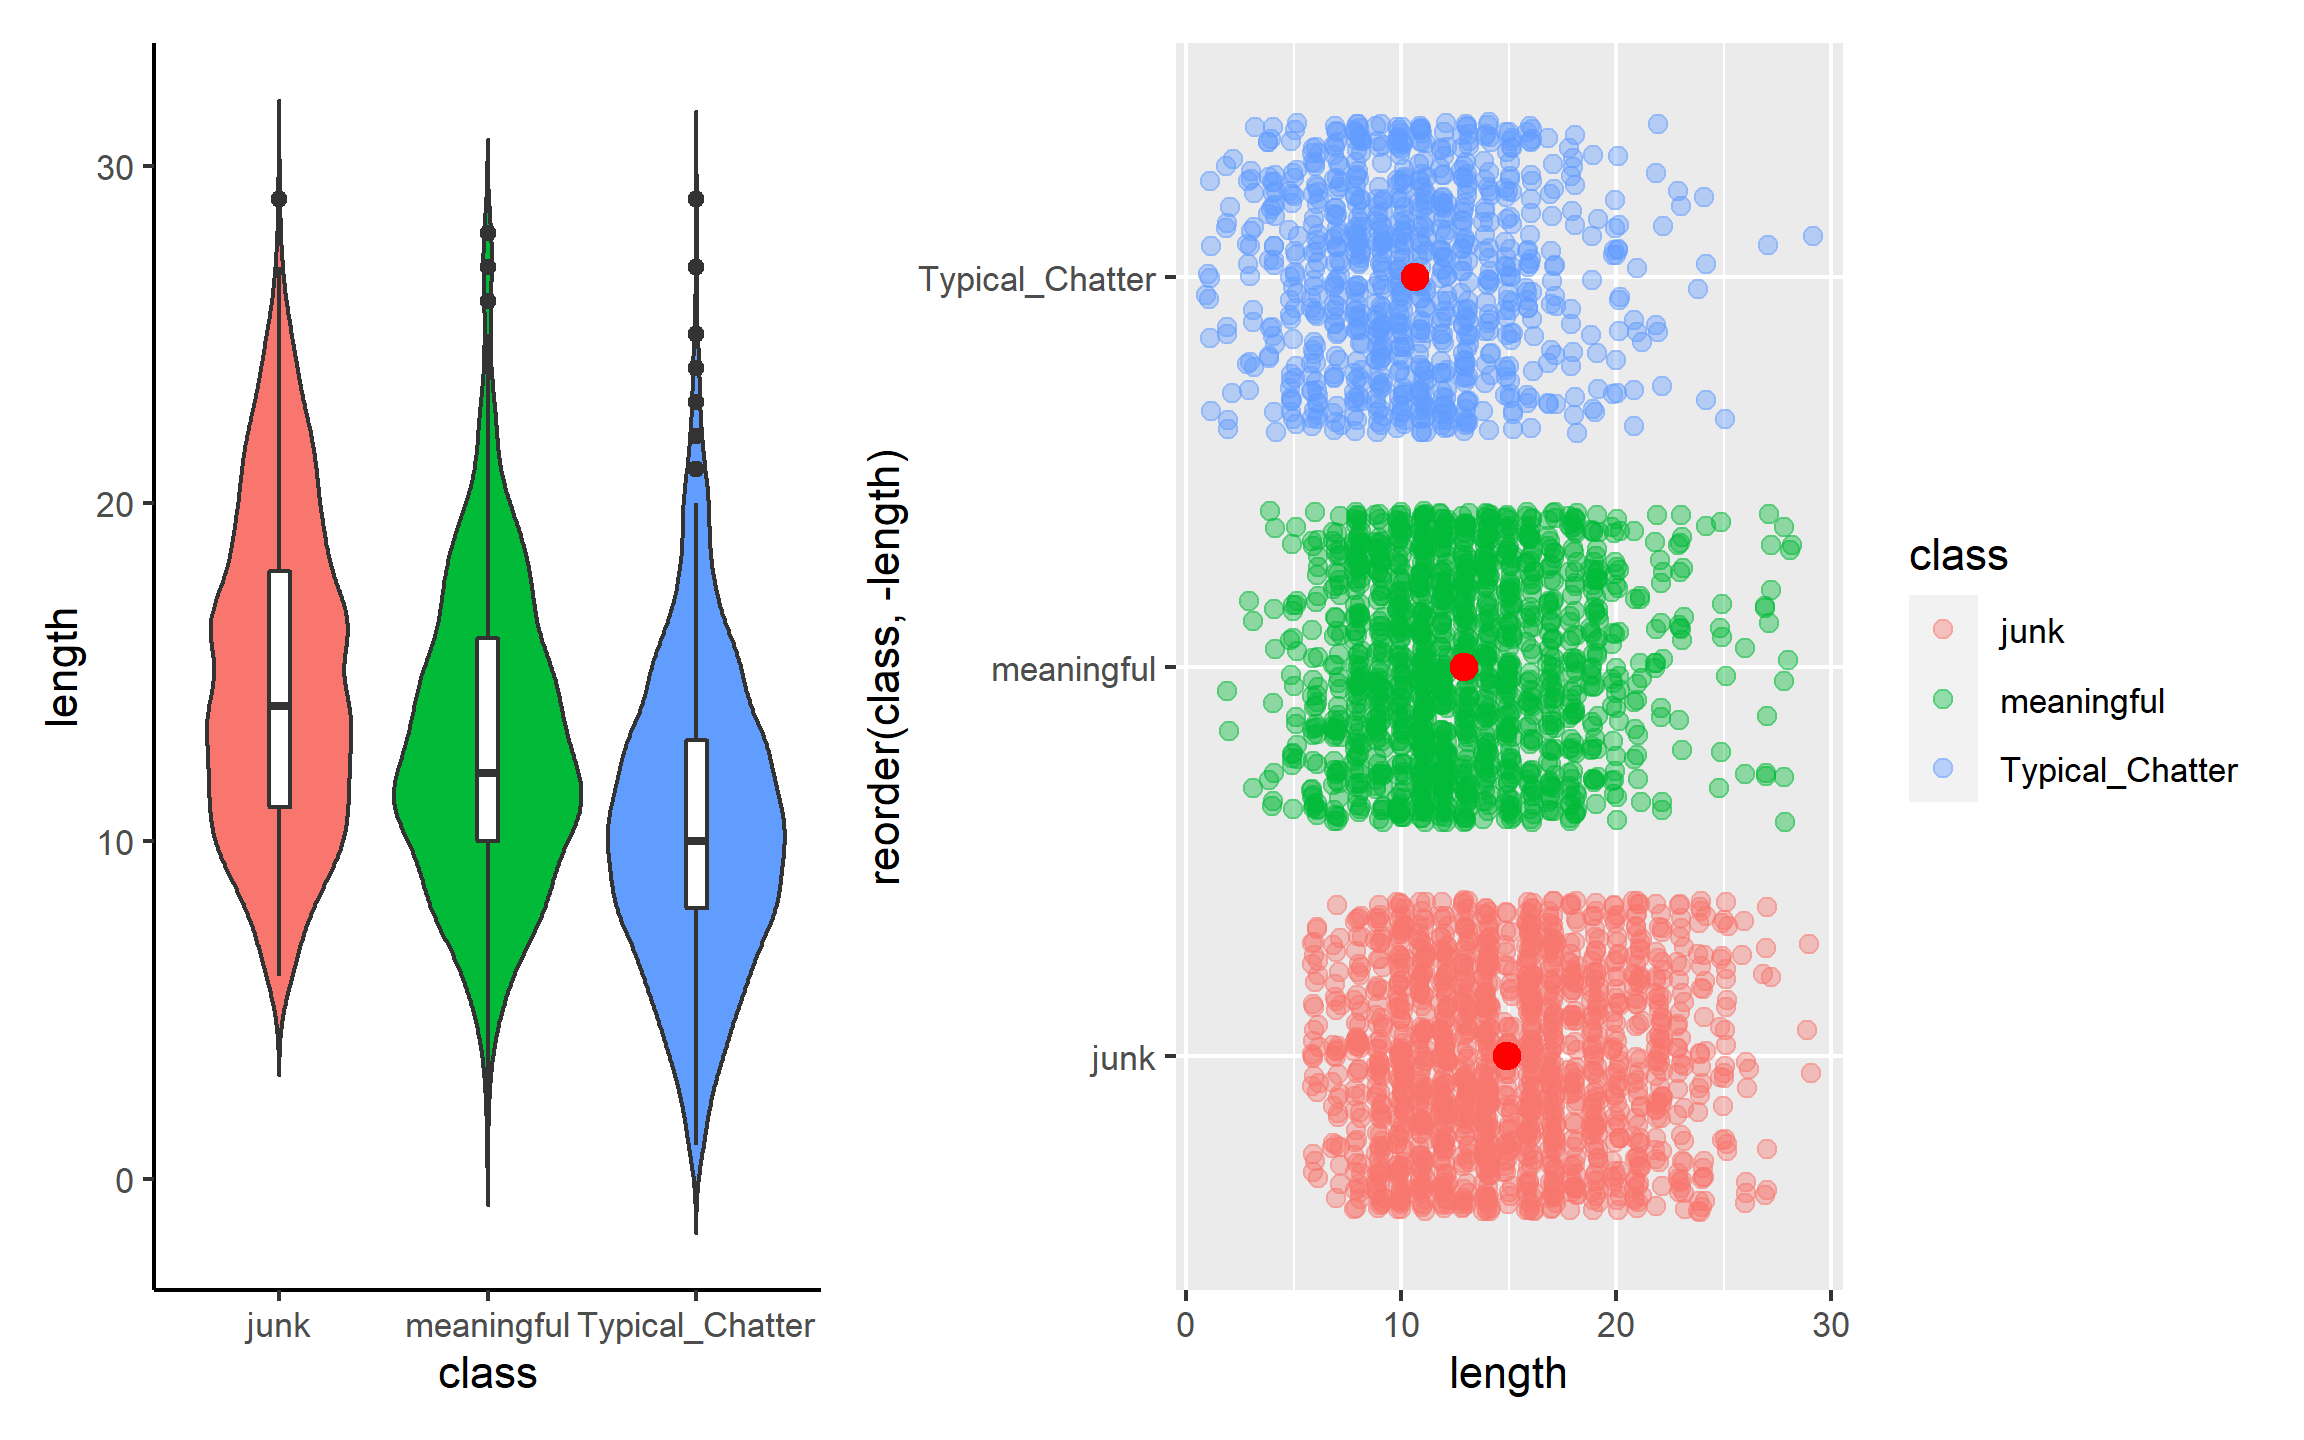 length
30
20
10
0
junk meaningful Typical_Chatter
class
reorder(class, -length)
Typical_Chatter
meaningful
junk
0 10 20 30
length
class
junk
meaningful
Typical_Chatter